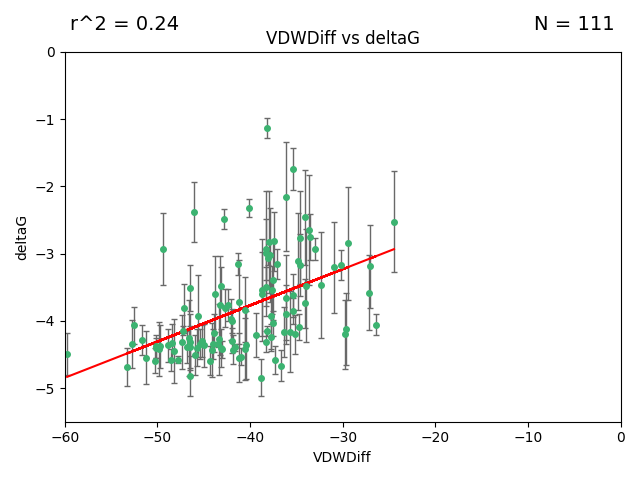 r^2 = 0.24
N = 111
VDWDiff vs deltaG
0
−1
−2
−3
−4
−5
deltaG
−60 −50 −40 −30 −20 −10 0
VDWDiff